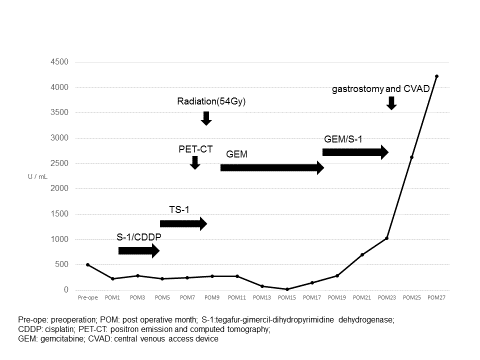 4500
4000
gastrostomy and CVAD
3500
Radiation(54Gy)
3000
GEM/S-1
PET-CT
GEM
2500
U / mL
2000
TS-1
1500
S-1/CDDP
1000
500
0
Pre-ope POM1 POM3 POM5 POM7 POM9 POM11 POM13 POM15 POM17 POM19 POM21 POM23 POM25 POM27
Pre-ope: preoperation; POM: post operative month; S-1:tegafur-gimercil-dihydropyrimidine dehydrogenase;
CDDP: cisplatin; PET-CT: positron emission and computed tomography;
GEM: gemcitabine; CVAD: central venous access device